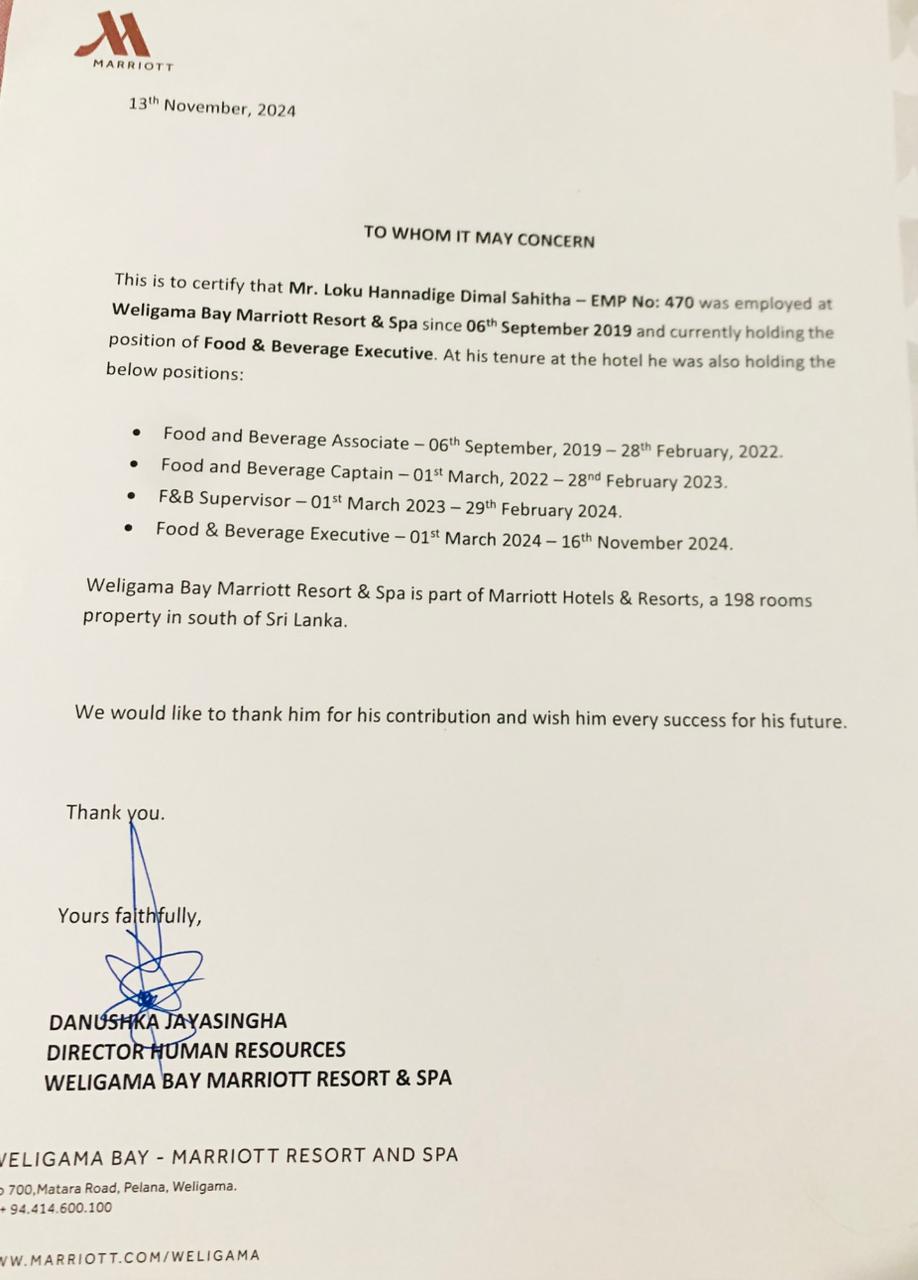 MARRIOTT
13th November, 2024
TO WHOM IT MAY CONCERN
This is to certify that Mr. Loku Hannadige Dimal Sahitha – EMP No: 470 was employed at
Weligama Bay Marriott Resort & Spa since 06th September 2019 and currently holding the
position of Food & Beverage Executive. At his tenure at the hotel he was also holding the
below positions:
• Food and Beverage Associate – 06th September, 2019 – 28th February, 2022.
• Food and Beverage Captain – 01st March, 2022 – 28nd February 2023.
• F&B Supervisor – 01st March 2023 – 29th February 2024.
• Food & Beverage Executive – 01st March 2024 – 16th November 2024.
Weligama Bay Marriott Resort & Spa is part of Marriott Hotels & Resorts, a 198 rooms
property in south of Sri Lanka.
We would like to thank him for his contribution and wish him every success for his future.
Thank you.
Yours faithfully,
DANUSHKA JAYASINGHA
DIRECTOR HUMAN RESOURCES
WELIGAMA BAY MARRIOTT RESORT & SPA
ELIGAMA BAY - MARRIOTT RESORT AND SPA
700,Matara Road, Pelana, Weligama.
+ 94.414.600.100
W.MARRIOTT.COM/WELIGAMA